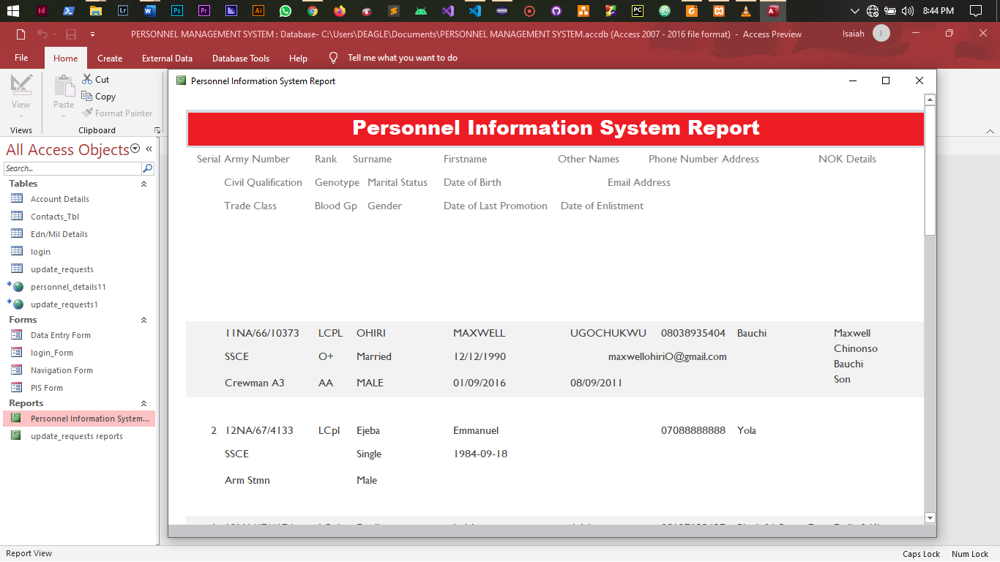 8:44 PM
PERSONNEL MANAGEMENT SYSTEM : Database- C:\Users\DEAGLE\Documents\PERSONNEL MANAGEMENT SYSTEM.accdb (Access 2007 - 2016 file format) - Access Preview
Isaiah
I
File Home Create External Data Database Tools Help Tell me what you want to do
View
Views
Paste
Cut
Copy
Format Painter
Clipboard
All Access Objects
Search...
Tables
Account Details
Contacts_Tbl
Edn/Mil Details
login
update_requests
personnel_details11
update_requests1
Forms
Data Entry Form
login_Form
Navigation Form
PIS Form
Reports
Personnel Information System...
update_requests reports
Personnel Information System Report
Personnel Information System Report
Serial Army Number Rank Surname Firstname Other Names Phone Number Address NOK Details
Civil Qualification Genotype Marital Status Date of Birth Email Address
Trade Class Blood Gp Gender Date of Last Promotion Date of Enlistment
11NA/66/10373 LCPL OHIRI MAXWELL UGOCHUKWU 08038935404 Bauchi Maxwell
Chinonso
SSCE O+ Married 12/12/1990 maxwellohiriO@gmail.com
Bauchi
Crewman A3 AA MALE 01/09/2016 08/09/2011 Son
2 12NA/67/4133 LCpl Ejeba Emmanuel 07088888888 Yola
SSCE Single 1984-09-18
Arm Stmn Male
Report View
Caps Lock Num Lock